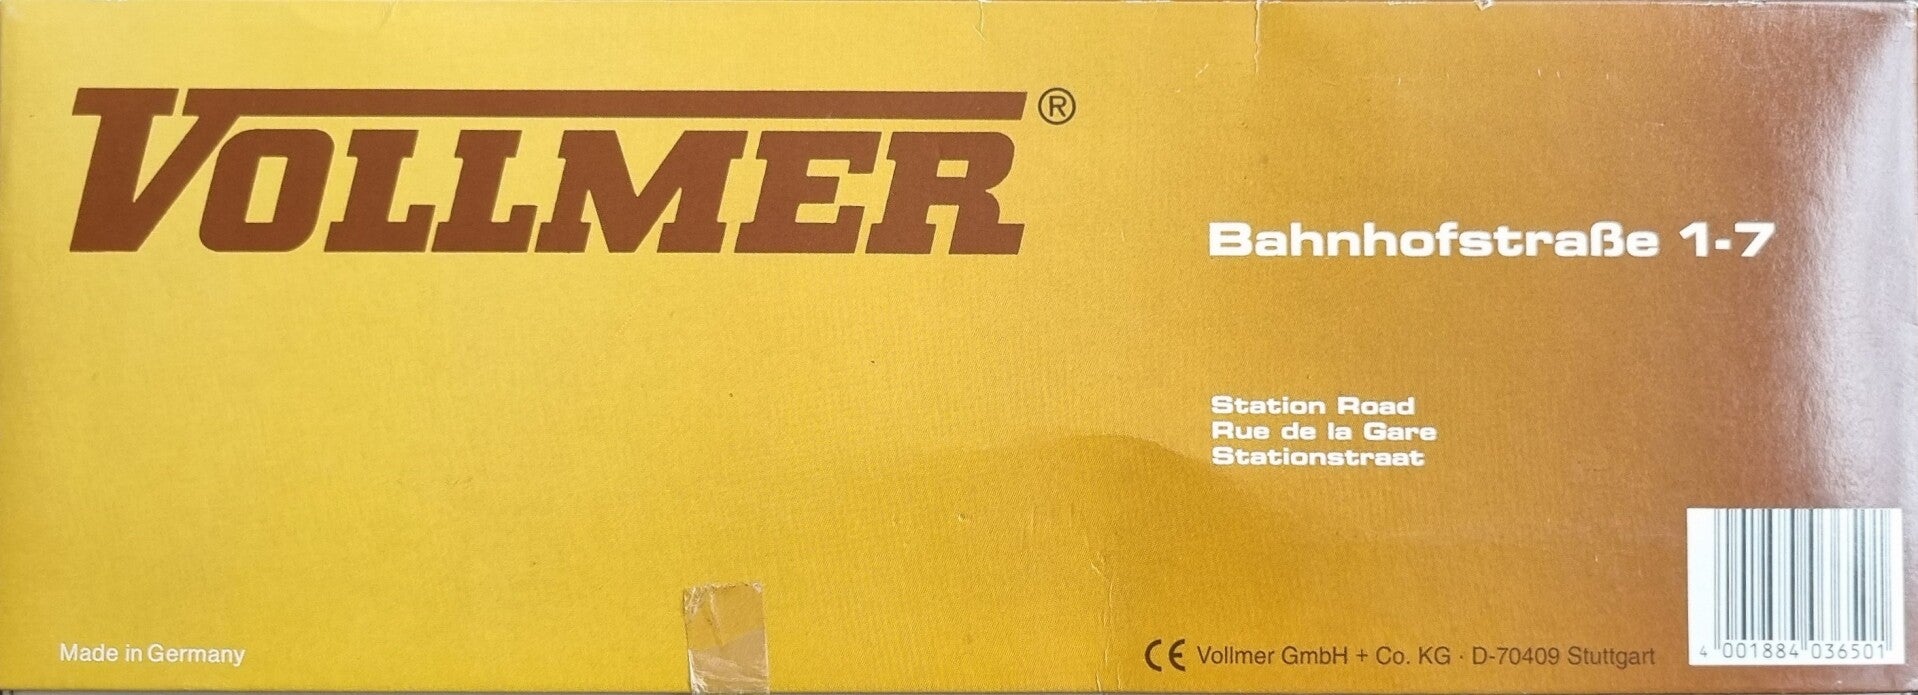 VOLLMER®
Bahnhofstraße 1-7
Station Road
Rue de la Gare
Stationstraat
Made in Germany
CE Vollmer GmbH + Co. KG · D-70409 Stuttgart
4 001884 036501